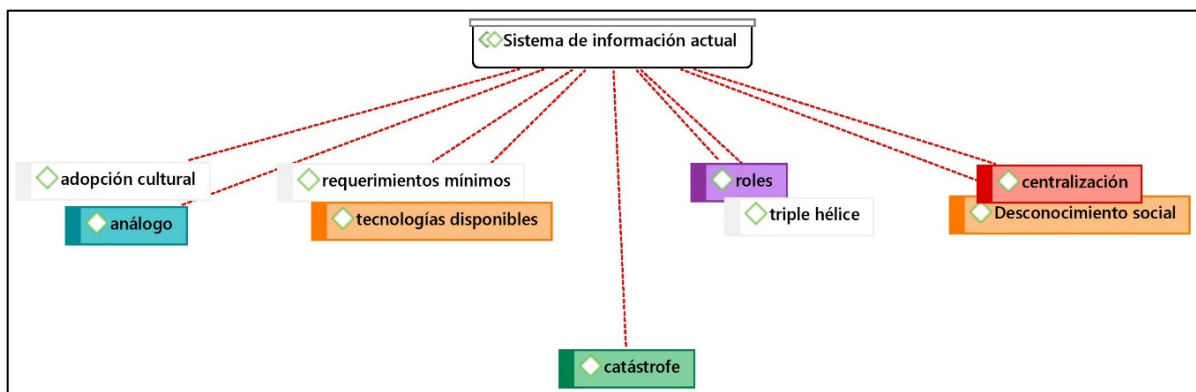 Sistema de información actual
adopción cultural
análogo
requerimientos mínimos
tecnologías disponibles
roles
triple hélice
centralización
Desconocimiento social
catástrofe